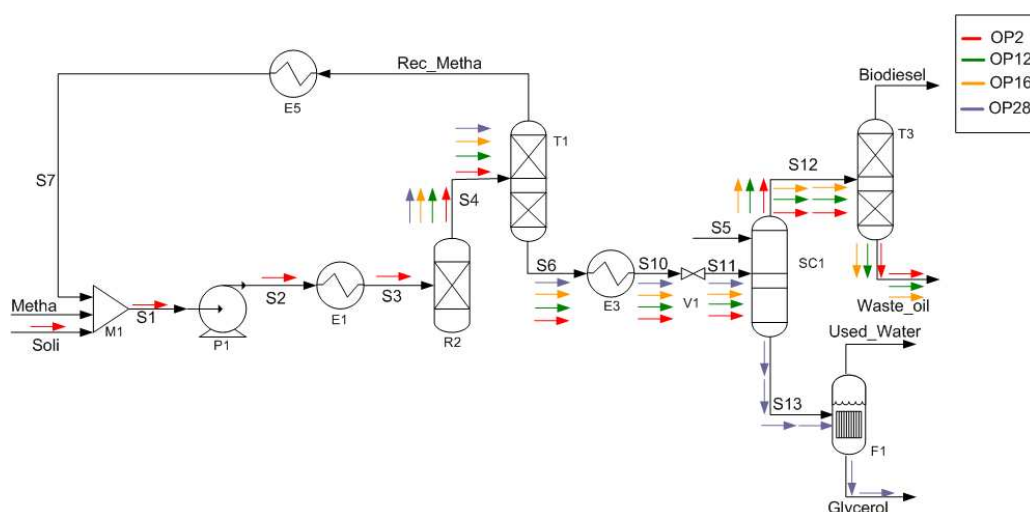 OP2
OP12
OP16
OP28
Biodiesel
Rec_Metha
E5
T1
T3
S12
S7
S4
S5
SC1
S6
S10
S11
Waste_oil
S2
S3
E3
V1
Metha
S1
M1
E1
R2
Used_Water
Soli
P1
S13
F1
Glycerol